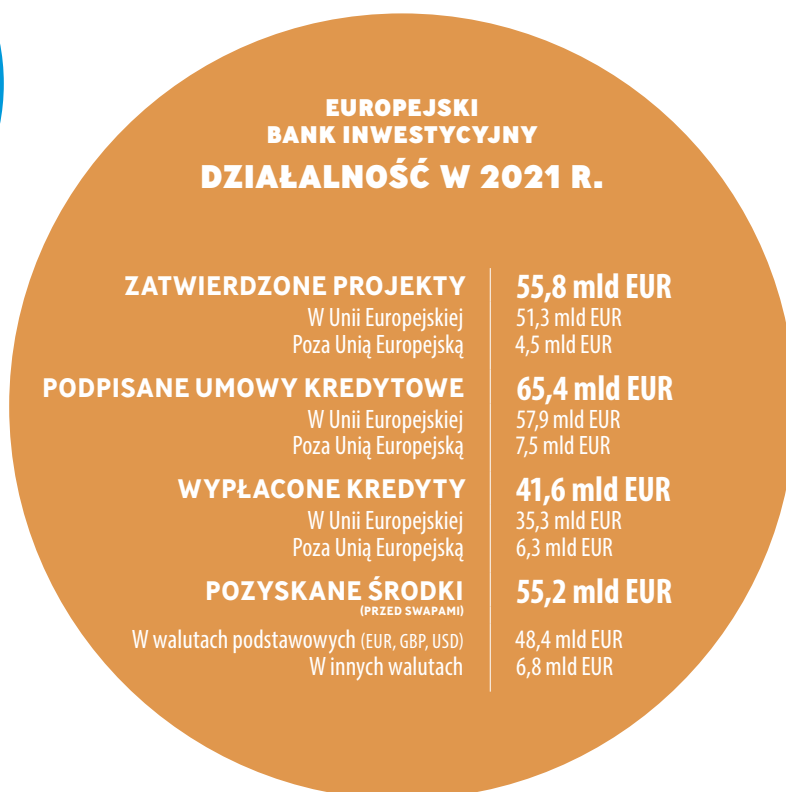 EUROPEJSKI
BANK INWESTYCYJNY
DZIAŁALNOŚĆ W 2021 R.
ZATWIERDZONE PROJEKTY 55,8 mld EUR
W Unii Europejskiej 51,3 mld EUR
Poza Unią Europejską 4,5 mld EUR
PODPISANE UMOWY KREDYTOWE 65,4 mld EUR
W Unii Europejskiej 57,9 mld EUR
Poza Unią Europejską 7,5 mld EUR
WYPŁACONE KREDYTY 41,6 mld EUR
W Unii Europejskiej 35,3 mld EUR
Poza Unią Europejską 6,3 mld EUR
POZYSKANE ŚRODKI 55,2 mld EUR
(PRZED SWAPAMI)
W walutach podstawowych (EUR, GBP, USD) 48,4 mld EUR
W innych walutach 6,8 mld EUR